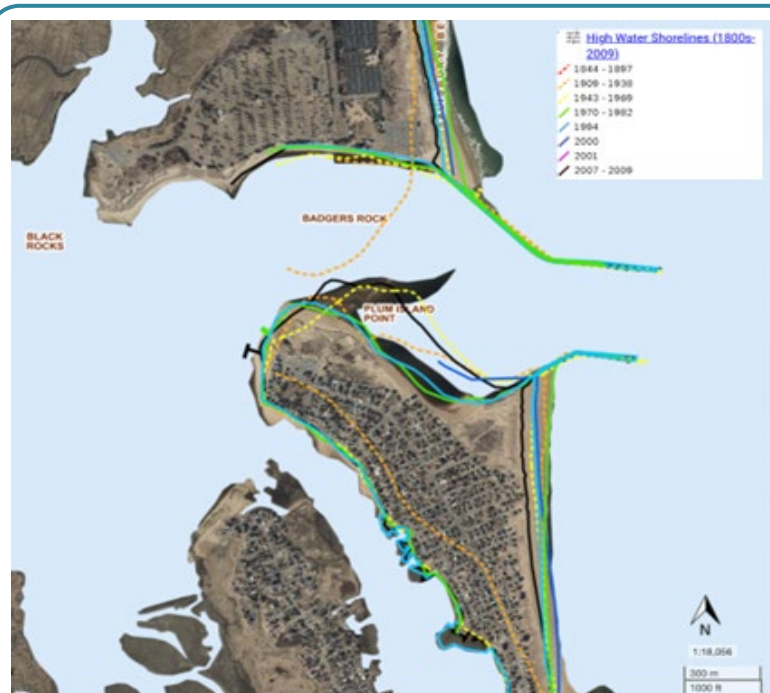 High Water Shorelines (1800s-
2009)
1844 - 1897
1909 - 1938
1943 - 1969
1970 - 1982
1994
2000
2001
2007 - 2009
BADGERS ROCK
BLACK
ROCKS
PLUM ISLAND
POINT
N
1:18,056
300 m
1000 ft